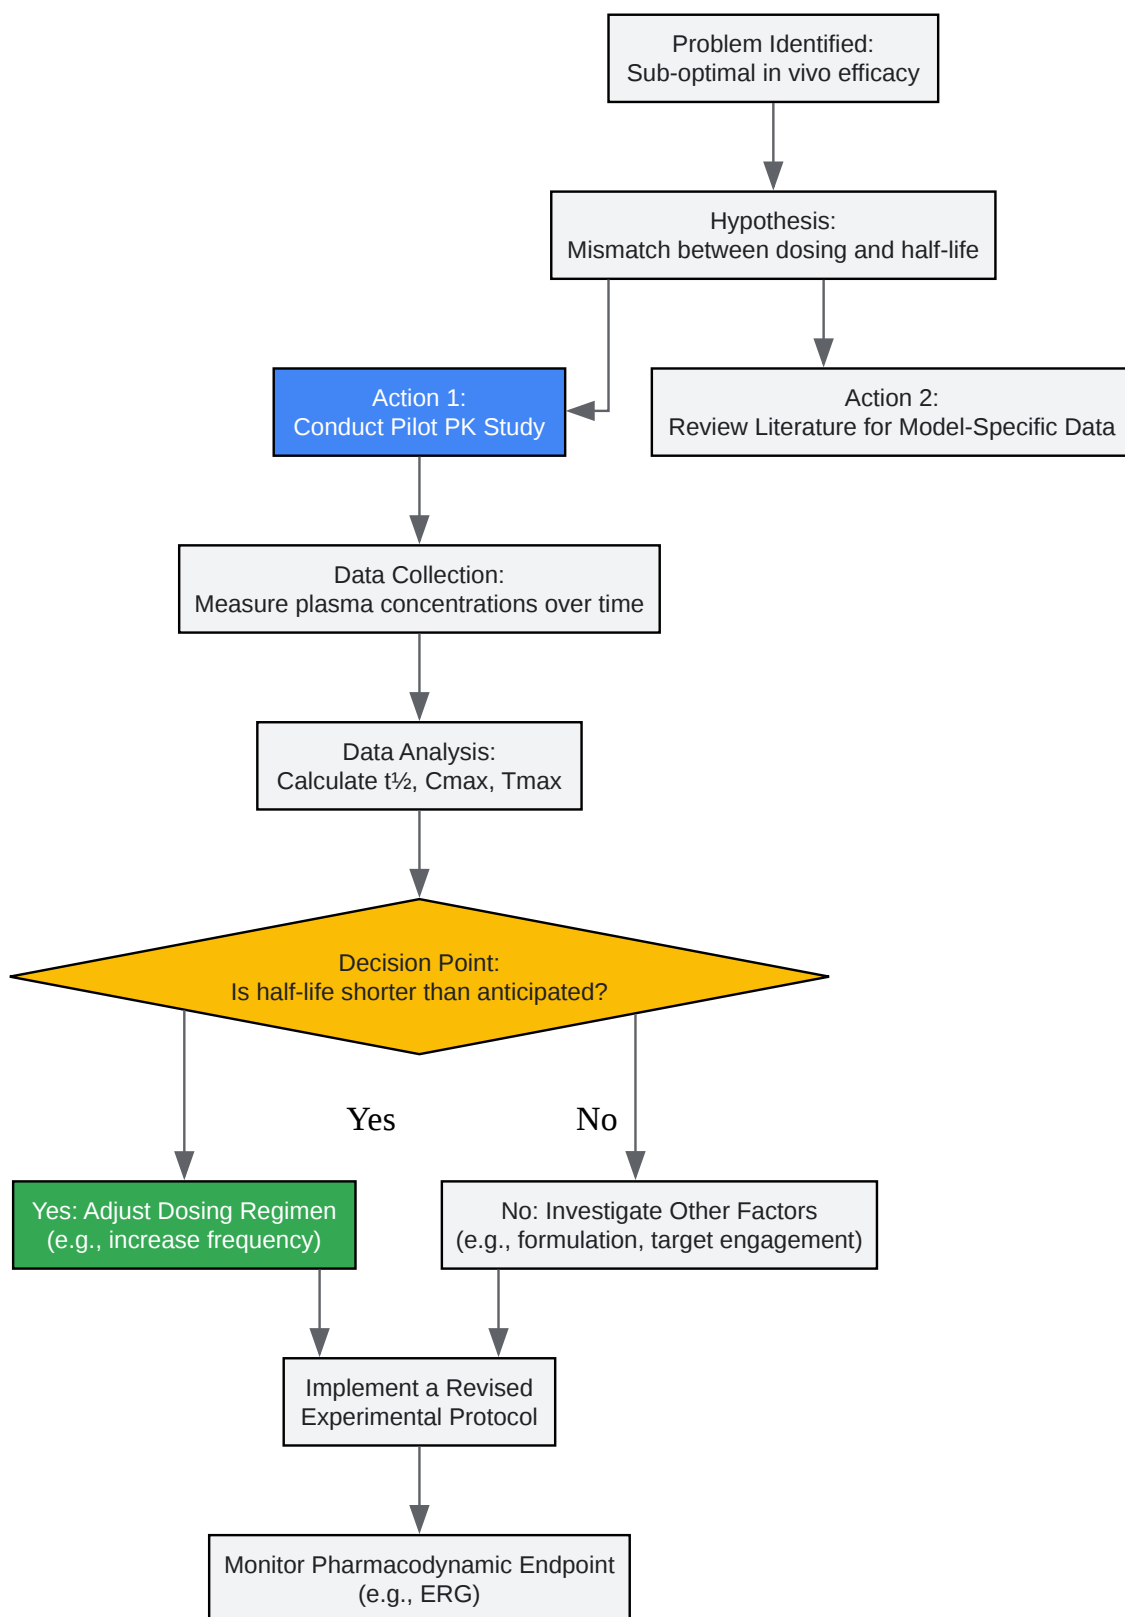 Problem Identified:
Sub-optimal in vivo efficacy
Hypothesis:
Mismatch between dosing and half-life
Action 1:
Conduct Pilot PK Study
Action 2:
Review Literature for Model-Specific Data
Data Collection:
Measure plasma concentrations over time
Data Analysis:
Calculate t½, Cmax, Tmax
Decision Point:
Is half-life shorter than anticipated?
Yes
No
Yes: Adjust Dosing Regimen
(e.g., increase frequency)
No: Investigate Other Factors
(e.g., formulation, target engagement)
Implement a Revised
Experimental Protocol
Monitor Pharmacodynamic Endpoint
(e.g., ERG)